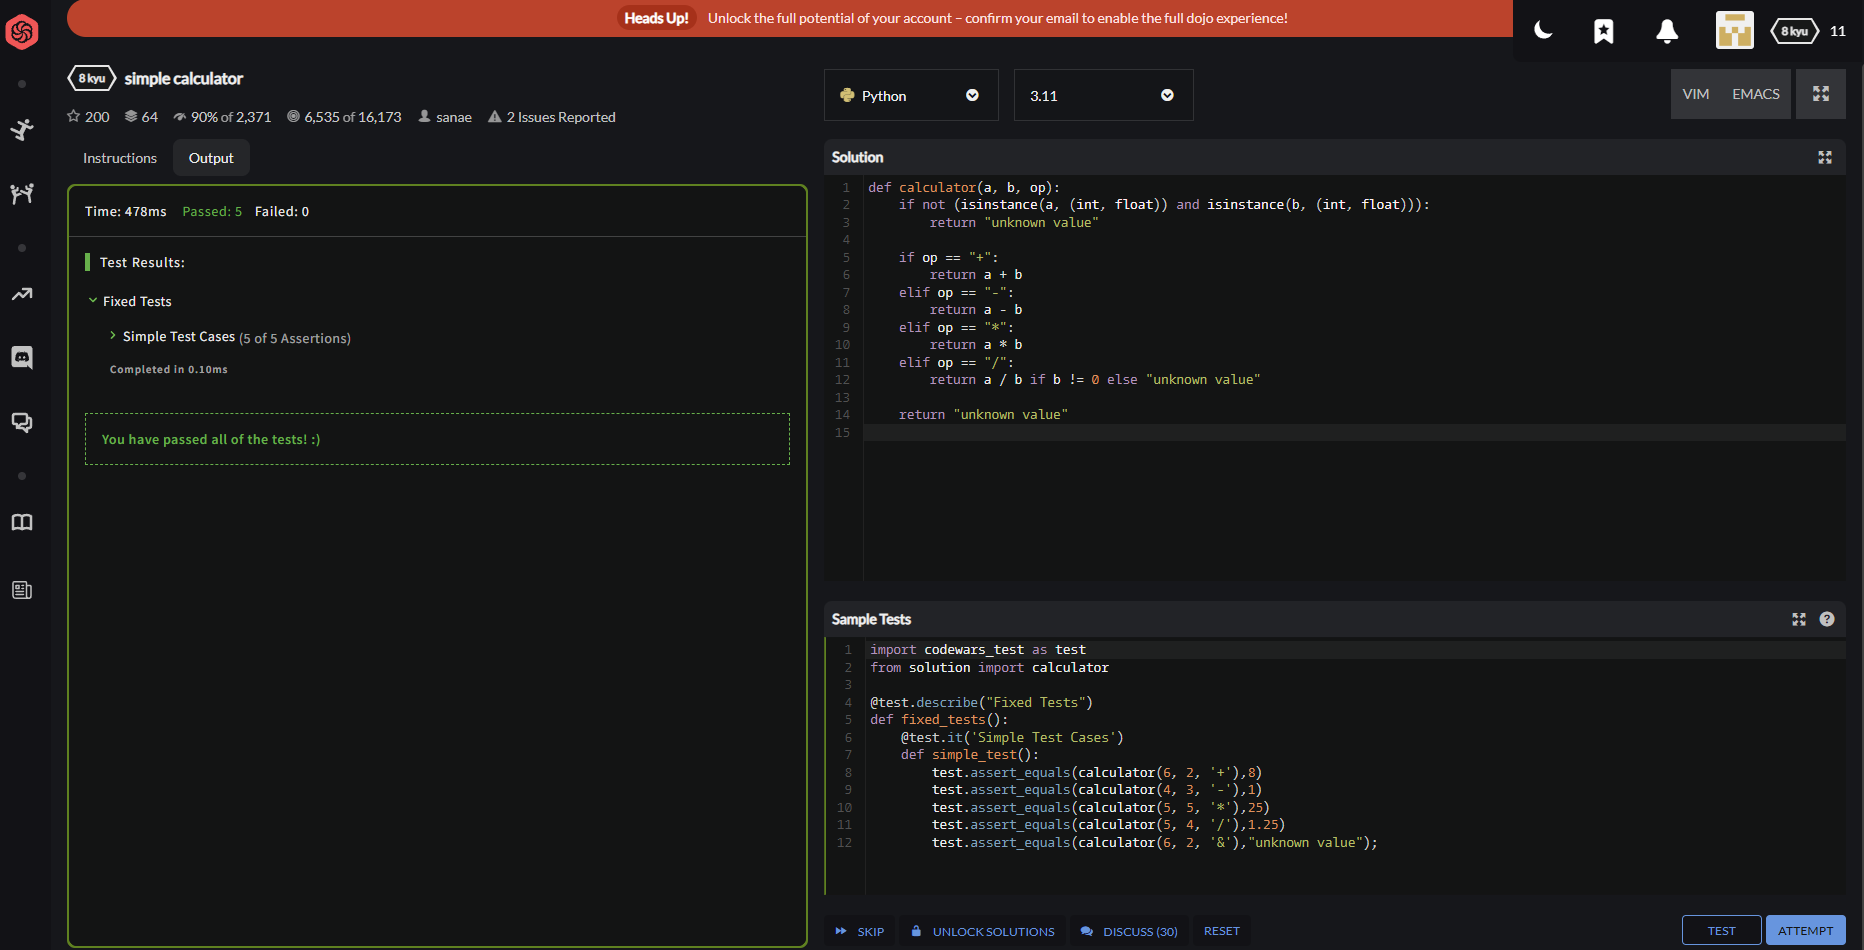 Heads Up! Unlock the full potential of your account – confirm your email to enable the full dojo experience!
8 kyu 11
8 kyu simple calculator
200 64 90% of 2,371 6,535 of 16,173 sanae 2 Issues Reported
Instructions Output
Time: 478ms Passed: 5 Failed: 0
Test Results:
Fixed Tests
Simple Test Cases (5 of 5 Assertions)
Completed in 0.10ms
You have passed all of the tests! :)
Python 3.11 VIM EMACS
Solution
1 def calculator(a, b, op):
2     if not (isinstance(a, (int, float)) and isinstance(b, (int, float))):
3         return "unknown value"
4
5     if op == "+":
6         return a + b
7     elif op == "-":
8         return a - b
9     elif op == "*":
10         return a * b
11     elif op == "/":
12         return a / b if b != 0 else "unknown value"
13
14     return "unknown value"
15
Sample Tests
1 import codewars_test as test
2 from solution import calculator
3
4 @test.describe("Fixed Tests")
5 def fixed_tests():
6     @test.it('Simple Test Cases')
7     def simple_test():
8         test.assert_equals(calculator(6, 2, '+'),8)
9         test.assert_equals(calculator(4, 3, '-'),1)
10         test.assert_equals(calculator(5, 5, '*'),25)
11         test.assert_equals(calculator(5, 4, '/'),1.25)
12         test.assert_equals(calculator(6, 2, '&'),"unknown value");
SKIP UNLOCK SOLUTIONS DISCUSS (30) RESET TEST ATTEMPT